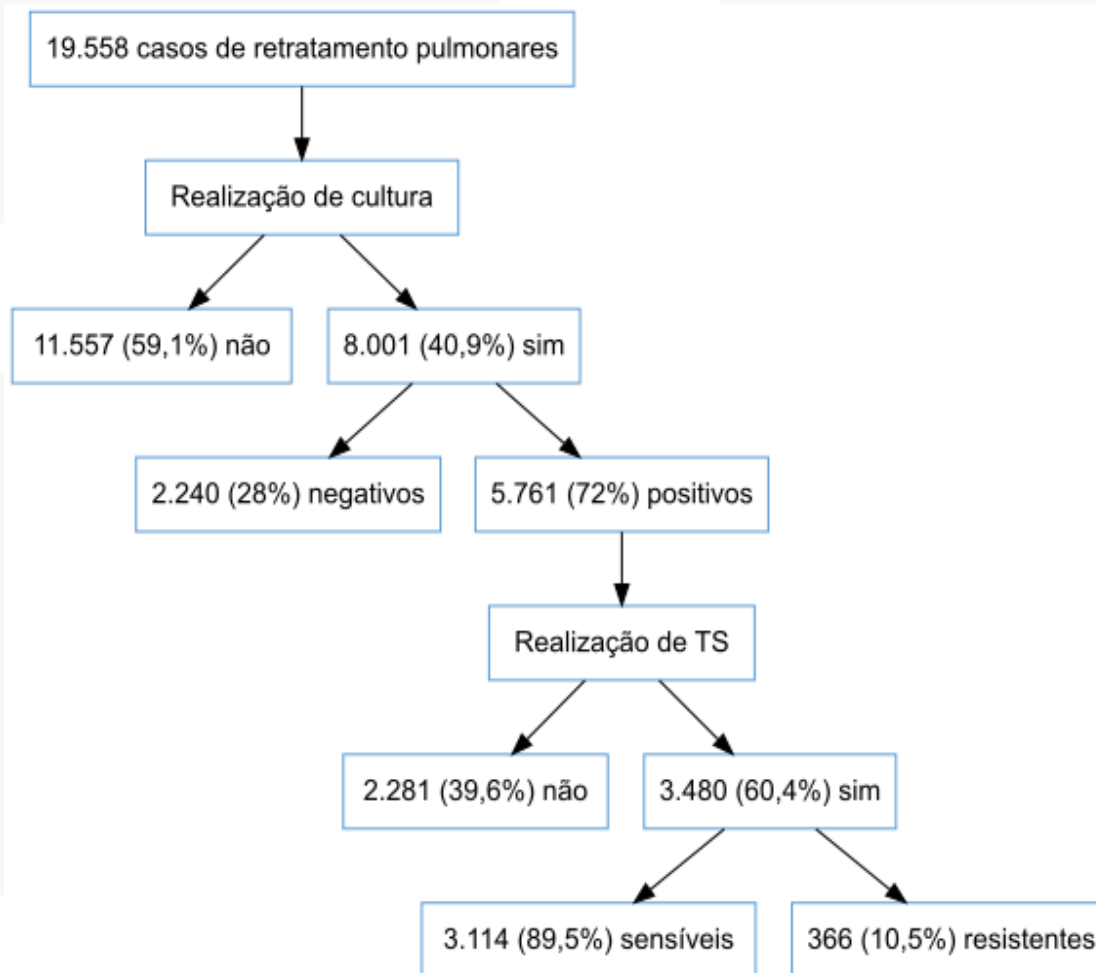 19.558 casos de retratamento pulmonares
Realização de cultura
11.557 (59,1%) não
8.001 (40,9%) sim
2.240 (28%) negativos
5.761 (72%) positivos
Realização de TS
2.281 (39,6%) não
3.480 (60,4%) sim
3.114 (89,5%) sensíveis
366 (10,5%) resistentes